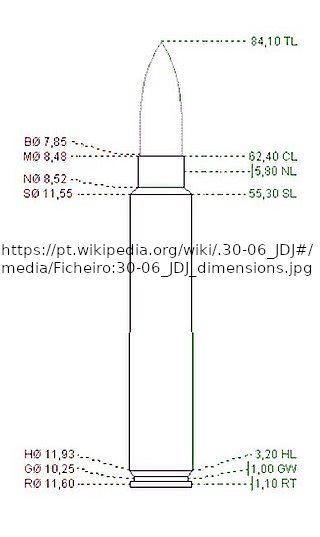 84,10 TL
BØ 7,85
MØ 8,48
62,40 CL
5,80 NL
NØ 8,52
SØ 11,55
55,30 SL
https://pt.wikipedia.org/wiki/.30-06_JDJ#/
media/Ficheiro:30-06_JDJ_dimensions.jpg
HØ 11,93
3,20 HL
GØ 10,25
1,00 GW
RØ 11,60
1,10 RT